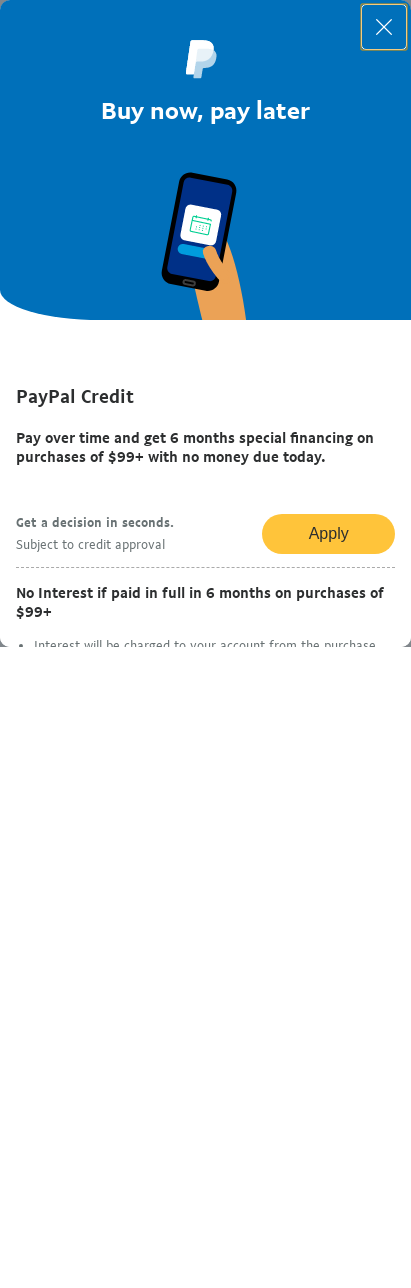 Buy now, pay later
PayPal Credit
Pay over time and get 6 months special financing on
purchases of $99+ with no money due today.
Get a decision in seconds.
Subject to credit approval
Apply
No Interest if paid in full in 6 months on purchases of
$99+
• Interest will be charged to your account from the purchase